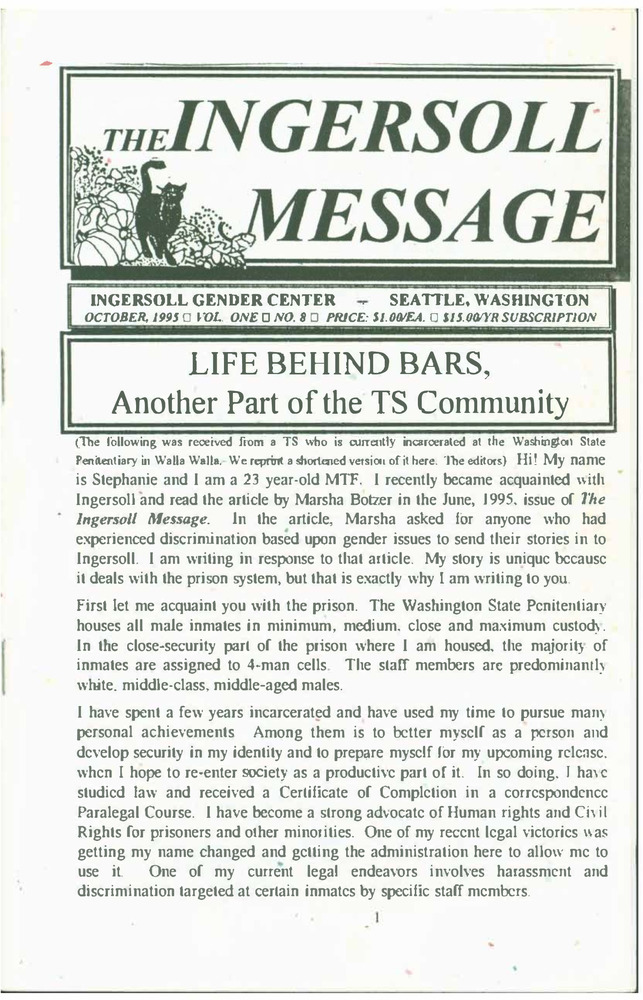 THE INGERSOLL
MESSAGE
INGERSOLL GENDER CENTER - SEATTLE, WASHINGTON
OCTOBER, 1995 □ VOL. ONE □ NO. 8 □ PRICE: $1.00/EA. □ $15.00/YR SUBSCRIPTION
LIFE BEHIND BARS,
Another Part of the TS Community
(The following was received from a TS who is currently incarcerated at the Washington State
Penitentiary in Walla Walla. We reprint a shortened version of it here. The editors) Hi! My name
is Stephanie and I am a 23 year-old MTF. I recently became acquainted with
Ingersoll and read the article by Marsha Botzer in the June, 1995, issue of The
Ingersoll Message. In the article, Marsha asked for anyone who had
experienced discrimination based upon gender issues to send their stories in to
Ingersoll. I am writing in response to that article. My story is unique because
it deals with the prison system, but that is exactly why I am writing to you.
First let me acquaint you with the prison. The Washington State Penitentiary
houses all male inmates in minimum, medium, close and maximum custody.
In the close-security part of the prison where I am housed, the majority of
inmates are assigned to 4-man cells. The staff members are predominantly
white, middle-class, middle-aged males.
I have spent a few years incarcerated and have used my time to pursue many
personal achievements Among them is to better myself as a person and
develop security in my identity and to prepare myself for my upcoming release,
when I hope to re-enter society as a productive part of it. In so doing, I have
studied law and received a Certificate of Completion in a correspondence
Paralegal Course. I have become a strong advocate of Human rights and Civil
Rights for prisoners and other minorities. One of my recent legal victories was
getting my name changed and getting the administration here to allow me to
use it. One of my current legal endeavors involves harassment and
discrimination targeted at certain inmates by specific staff members.
1